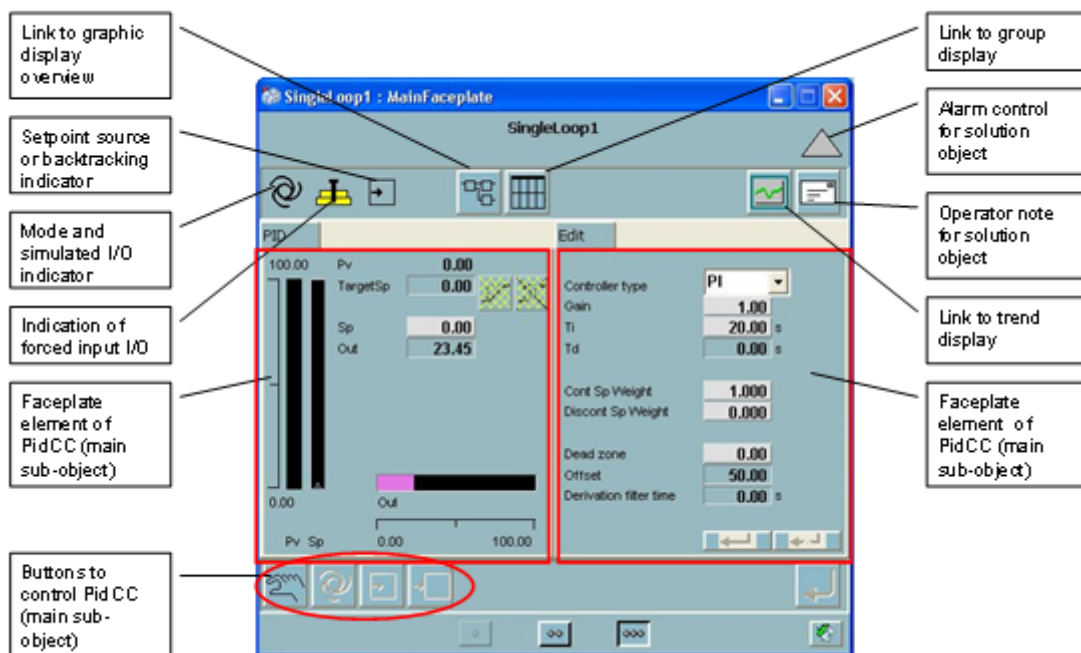 Link to graphic
display
overview
Setpoint source
or backtracking
indicator
Mode and
simulated I/O
indicator
Indication of
forced input I/O
Faceplate
element of
PidCC (main
sub-object)
Buttons to
control Pid CC
(main sub-
object)
SingleLoop1 : MainFaceplate
SingleLoop1
PID
100.00
Pv 0.00
TargetSp 0.00
Sp 0.00
Out 23.45
0.00
Out
Pv Sp
0.00 100.00
Edit
Controller type PI
Gain 1.00
Ti 20.00 s
Td 0.00 s
Cont Sp Weight 1.000
Discont Sp Weight 0.000
Dead zone 0.00
Offset 50.00
Derivation filter time 0.00 s
Link to group
display
Alarm control
for solution
object
Operator note
for solution
object
Link to trend
display
Faceplate
element of
PidCC (main
sub-object)